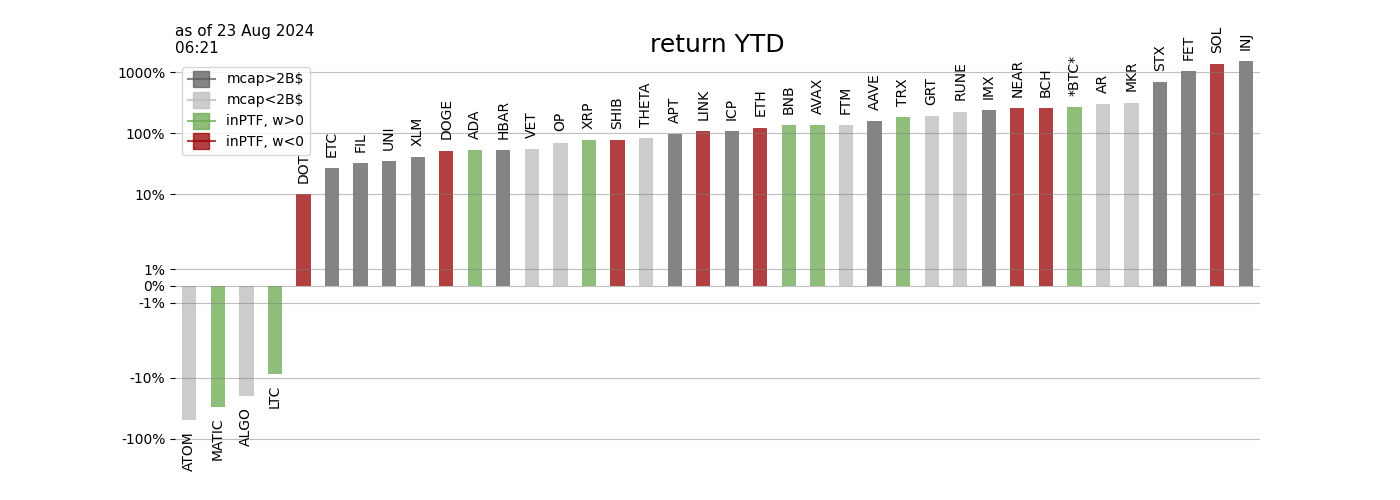 as of 23 Aug 2024
06:21
return YTD
mcap>2B$
mcap<2B$
inPTF, w>0
inPTF, w<0
1000%
100%
10%
1%
0%
-1%
-10%
-100%
ATOM
MATIC
ALGO
LTC
DOT
ETC
FIL
UNI
XLM
DOGE
ADA
HBAR
VET
OP
XRP
SHIB
THETA
APT
LINK
ICP
ETH
BNB
AVAX
FTM
AAVE
TRX
GRT
RUNE
IMX
NEAR
BCH
*BTC*
AR
MKR
STX
FET
SOL
INJ